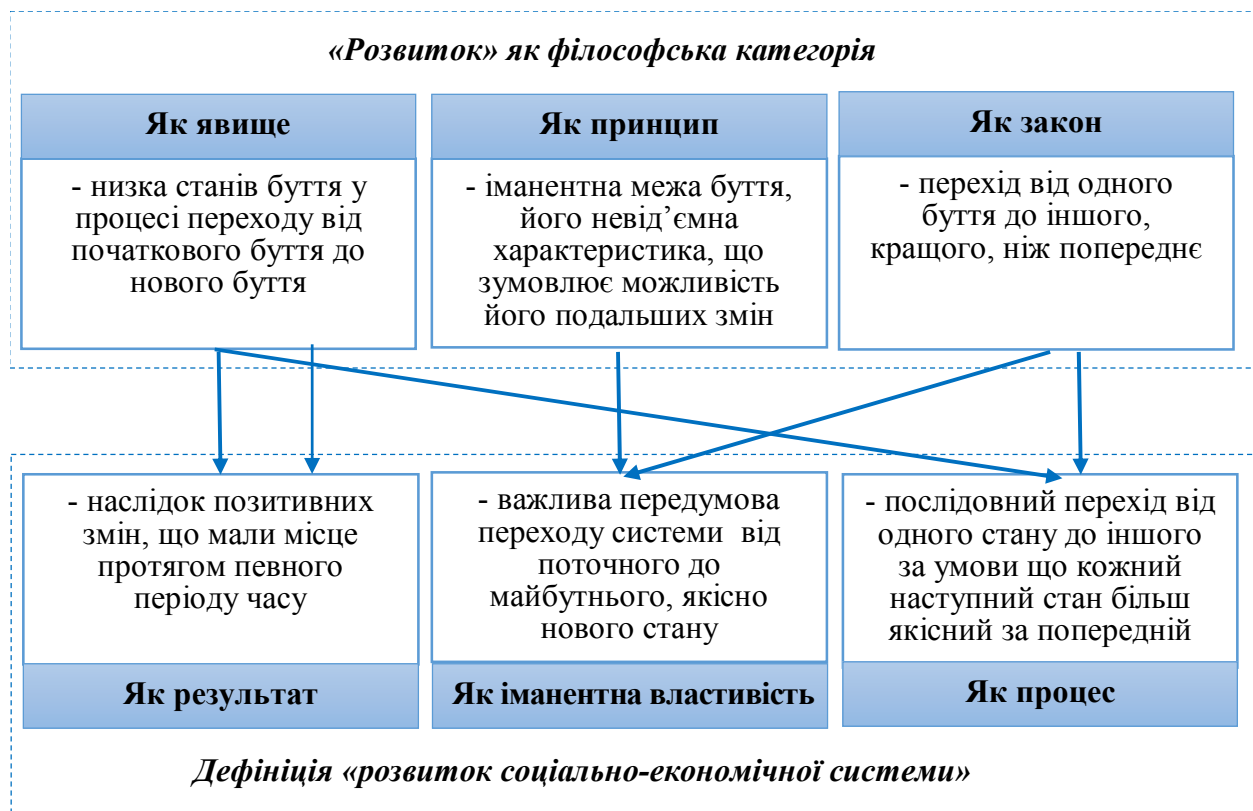 «Розвиток» як філософська категорія
Як явище
- низка станів буття у
процесі переходу від
початкового буття до
нового буття
Як принцип
- іманентна межа буття,
його невід’ємна
характеристика, що
зумовлює можливість
його подальших змін
Як закон
- перехід від одного
буття до іншого,
кращого, ніж попереднє
- наслідок позитивних
змін, що мали місце
протягом певного
періоду часу
Як результат
- важлива передумова
переходу системи від
поточного до
майбутнього, якісно
нового стану
Як іманентна властивість
- послідовний перехід від
одного стану до іншого
за умови що кожний
наступний стан більш
якісний за попередній
Як процес
Дефініція «розвиток соціально-економічної системи»